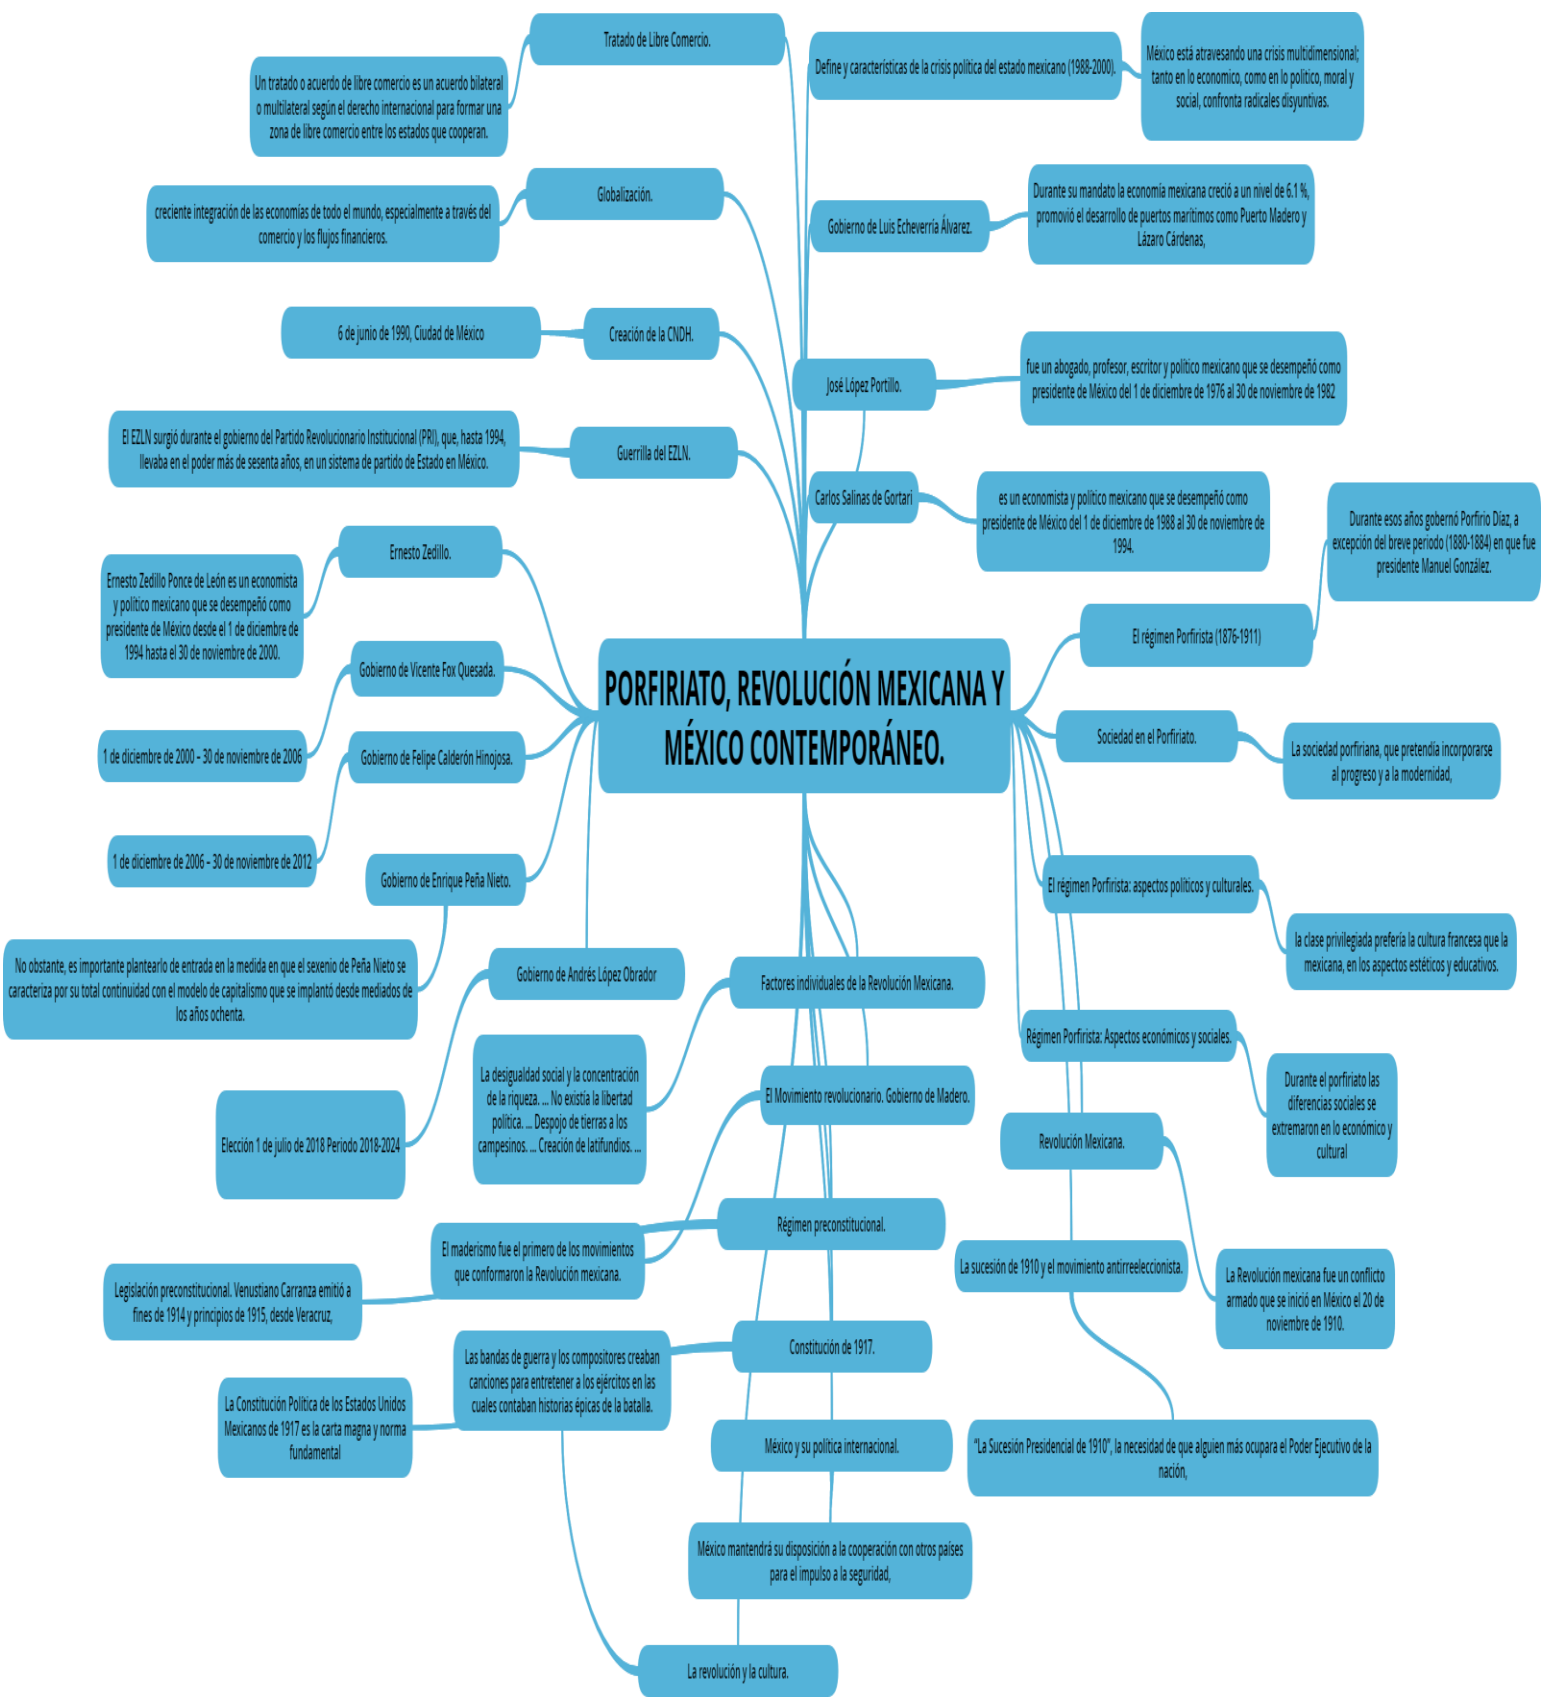 Tratado de Libre Comercio.
Un tratado o acuerdo de libre comercio es un acuerdo bilateral
o multilateral según el derecho internacional para formar una
zona de libre comercio entre los estados que cooperan.
Define y características de la crisis política del estado mexicano (1988-2000).
México está atravesando una crisis multidimensional;
tanto en lo economico, como en lo politico, moral y
social, confronta radicales disyuntivas.
Globalización.
creciente integración de las economías de todo el mundo, especialmente a través del
comercio y los flujos financieros.
Gobierno de Luis Echeverría Álvarez.
Durante su mandato la economía mexicana creció a un nivel de 6.1 %,
promovió el desarrollo de puertos marítimos como Puerto Madero y
Lázaro Cárdenas,
Creación de la CNDH.
6 de junio de 1990, Ciudad de México
José López Portillo.
fue un abogado, profesor, escritor y político mexicano que se desempeñó como
presidente de México del 1 de diciembre de 1976 al 30 de noviembre de 1982
Guerrilla del EZLN.
El EZLN surgió durante el gobierno del Partido Revolucionario Institucional (PRI), que, hasta 1994,
llevaba en el poder más de sesenta años, en un sistema de partido de Estado en México.
Carlos Salinas de Gortari
es un economista y político mexicano que se desempeñó como
presidente de México del 1 de diciembre de 1988 al 30 de noviembre de
1994.
Durante esos años gobernó Porfirio Díaz, a
excepción del breve periodo (1880-1884) en que fue
presidente Manuel González.
Ernesto Zedillo.
Ernesto Zedillo Ponce de León es un economista
y político mexicano que se desempeñó como
presidente de México desde el 1 de diciembre de
1994 hasta el 30 de noviembre de 2000.
El régimen Porfirista (1876-1911)
Gobierno de Vicente Fox Quesada.
1 de diciembre de 2000 – 30 de noviembre de 2006
PORFIRIATO, REVOLUCIÓN MEXICANA Y
MÉXICO CONTEMPORÁNEO.
Sociedad en el Porfiriato.
La sociedad porfiriana, que pretendía incorporarse
al progreso y a la modernidad,
Gobierno de Felipe Calderón Hinojosa.
1 de diciembre de 2006 – 30 de noviembre de 2012
Gobierno de Enrique Peña Nieto.
No obstante, es importante plantearlo de entrada en la medida en que el sexenio de Peña Nieto se
caracteriza por su total continuidad con el modelo de capitalismo que se implantó desde mediados de
los años ochenta.
El régimen Porfirista: aspectos políticos y culturales.
la clase privilegiada prefería la cultura francesa que la
mexicana, en los aspectos estéticos y educativos.
Gobierno de Andrés López Obrador
Elección 1 de julio de 2018 Periodo 2018-2024
Factores individuales de la Revolución Mexicana.
La desigualdad social y la concentración
de la riqueza. ... No existía la libertad
política. ... Despojo de tierras a los
campesinos. ... Creación de latifundios. ...
Régimen Porfirista: Aspectos económicos y sociales.
Durante el porfiriato las
diferencias sociales se
extremaron en lo económico y
cultural
El Movimiento revolucionario. Gobierno de Madero.
El maderismo fue el primero de los movimientos
que conformaron la Revolución mexicana.
Revolución Mexicana.
La Revolución mexicana fue un conflicto
armado que se inició en México el 20 de
noviembre de 1910.
Régimen preconstitucional.
Legislación preconstitucional. Venustiano Carranza emitió a
fines de 1914 y principios de 1915, desde Veracruz,
La sucesión de 1910 y el movimiento antirreeleccionista.
“La Sucesión Presidencial de 1910”, la necesidad de que alguien más ocupara el Poder Ejecutivo de la
nación,
Constitución de 1917.
La Constitución Política de los Estados Unidos
Mexicanos de 1917 es la carta magna y norma
fundamental
Las bandas de guerra y los compositores creaban
canciones para entretener a los ejércitos en las
cuales contaban historias épicas de la batalla.
México y su política internacional.
México mantendrá su disposición a la cooperación con otros países
para el impulso a la seguridad,
La revolución y la cultura.